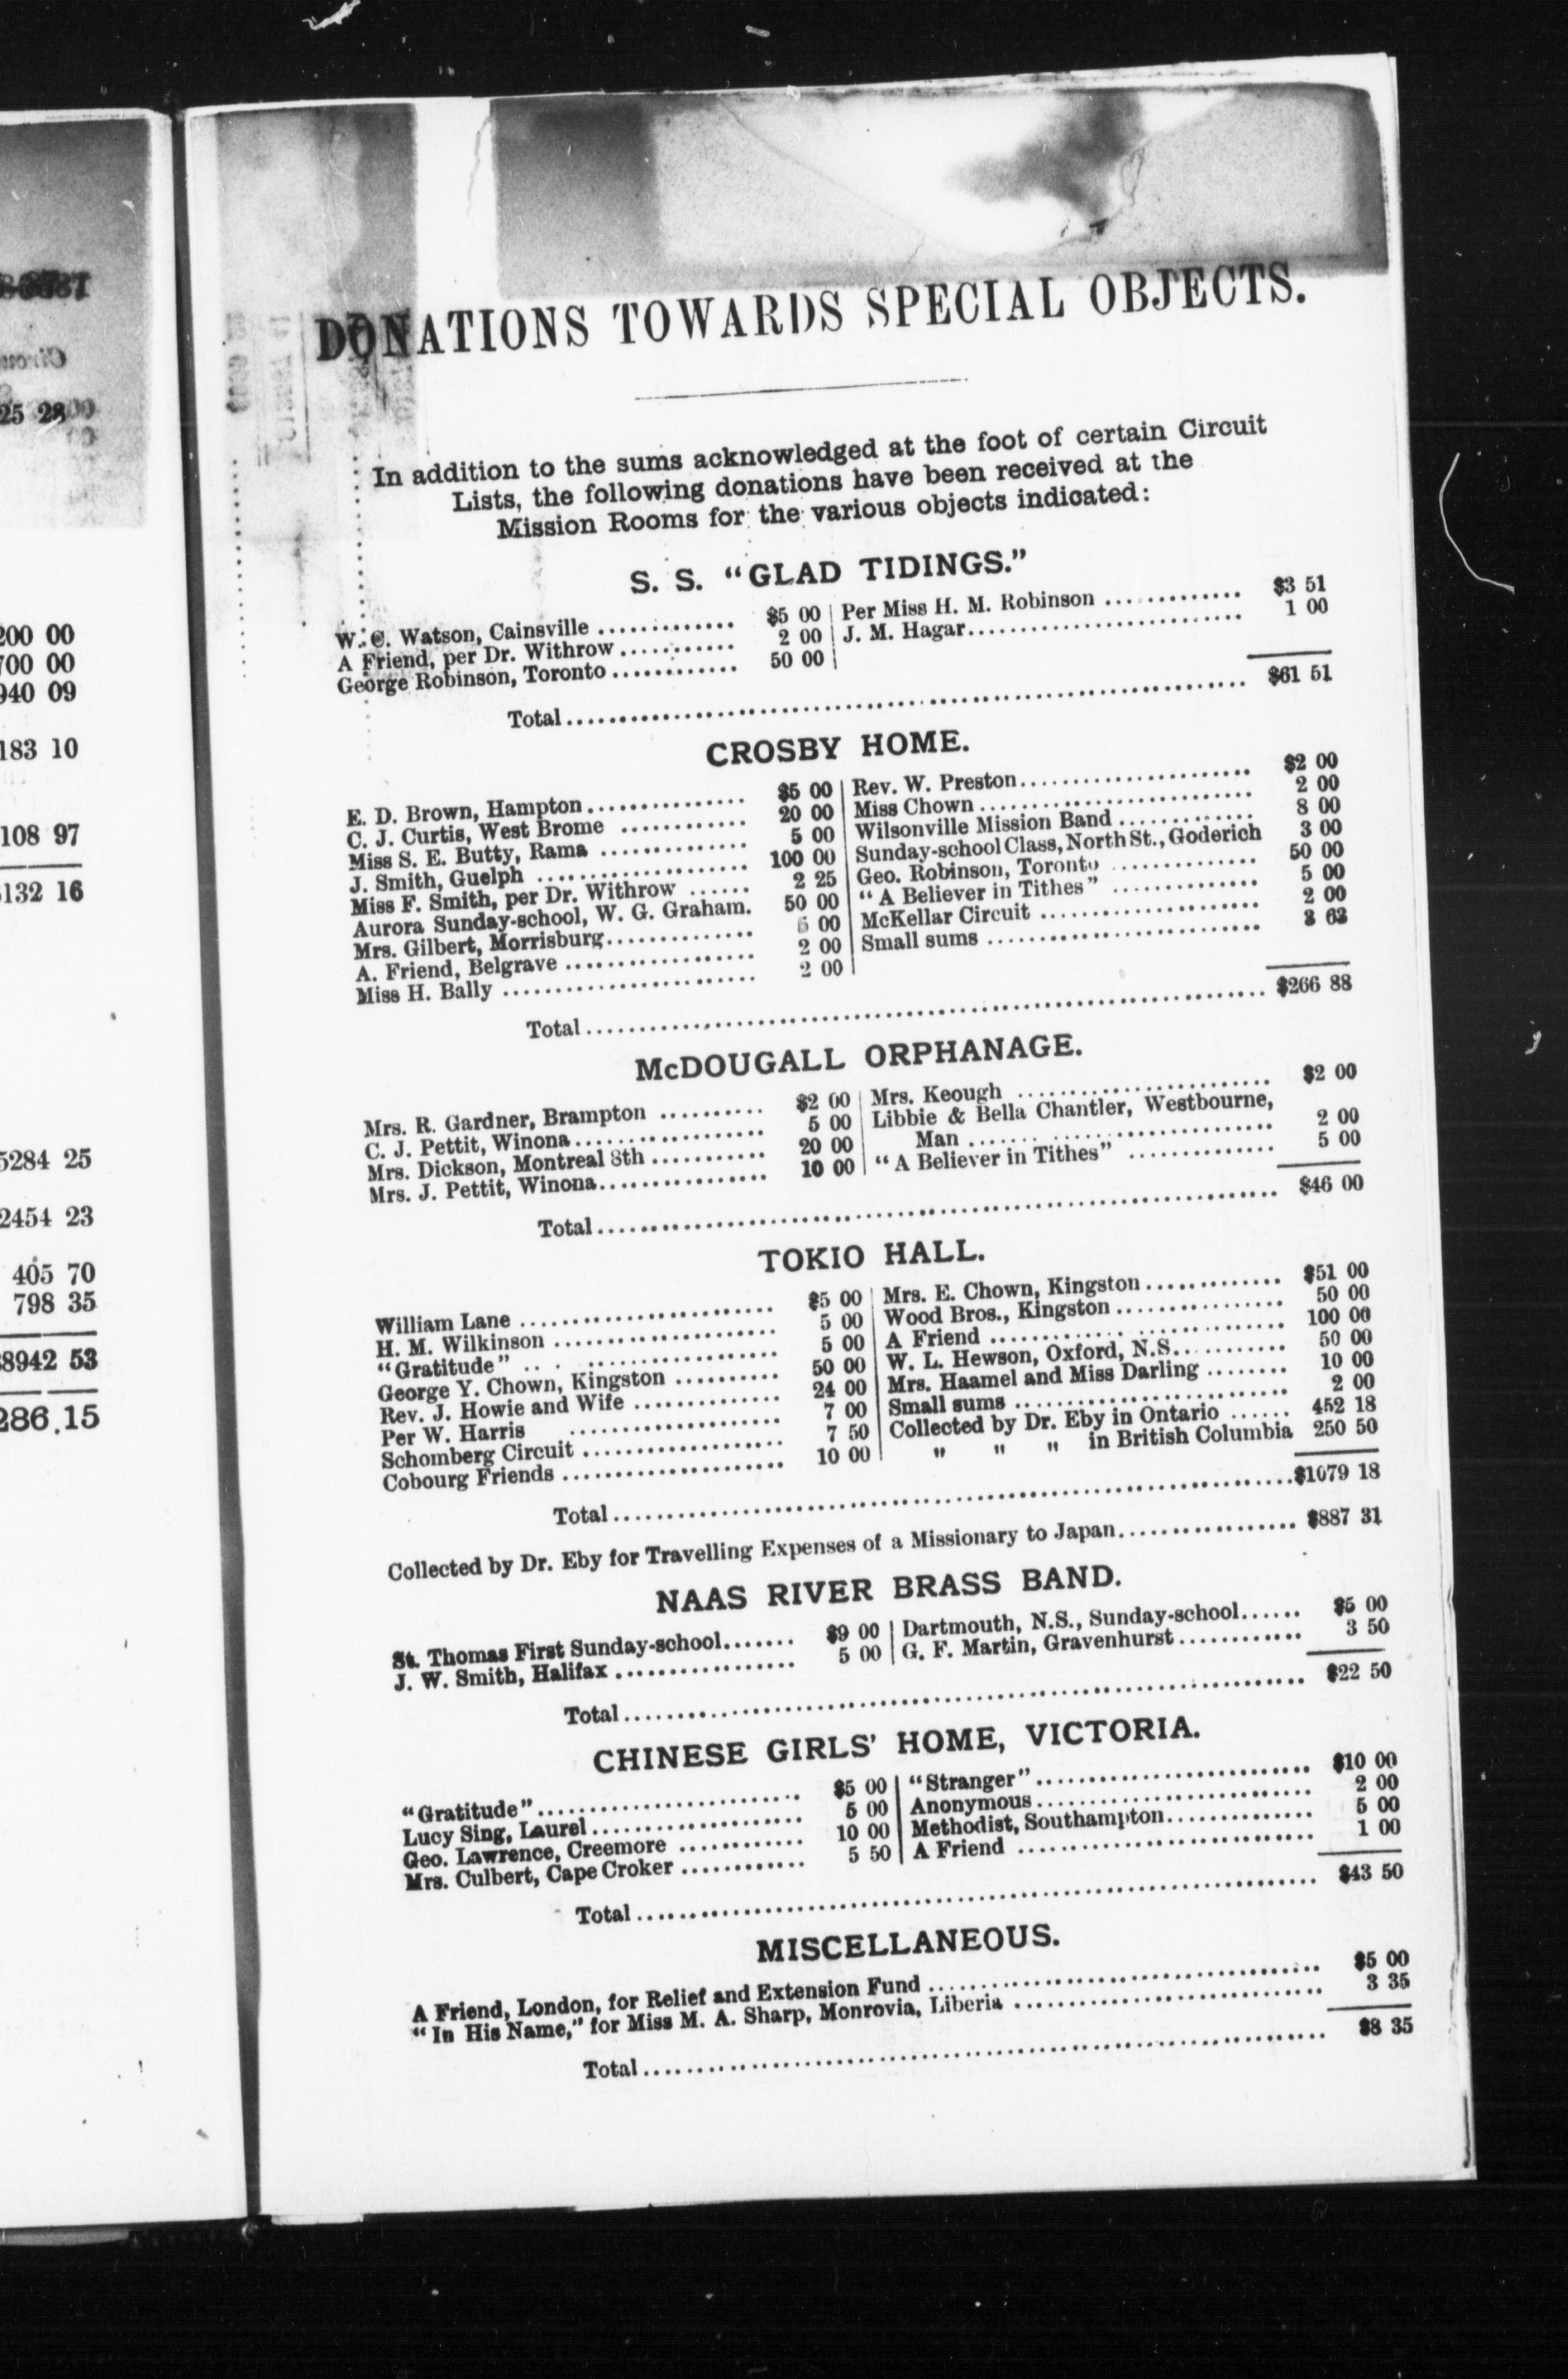 25 28
200 00
700 00
940 09
183 10
108 97
132 16
5284 25
2454 23
405 70
798 35
8942 53
286.15
DONATIONS TOWARDS SPECIAL OBJECTS.
In addition to the sums acknowledged at the foot of certain Circuit
Lists, the following donations have been received at the
Mission Rooms for the various objects indicated:
S. S. “GLAD TIDINGS.”
W. C. Watson, Cainsville ............. $5 00
A Friend, per Dr. Withrow ........... 2 00
George Robinson, Toronto ............ 50 00
Per Miss H. M. Robinson ............. $3 51
J. M. Hagar.......................... 1 00
Total.................... $61 51
CROSBY HOME.
E. D. Brown, Hampton............... $5 00
C. J. Curtis, West Brome ............ 20 00
Miss S. E. Butty, Rama .............. 5 00
J. Smith, Guelph .................... 100 00
Miss F. Smith, per Dr. Withrow ...... 2 25
Aurora Sunday-school, W. G. Graham. 50 00
Mrs. Gilbert, Morrisburg.............. 5 00
A. Friend, Belgrave .................. 2 00
Miss H. Bally ........................ 2 00
Rev. W. Preston...................... $2 00
Miss Chown .......................... 2 00
Wilsonville Mission Band ............. 8 00
Sunday-school Class, North St., Goderich 3 00
Geo. Robinson, Toronto .............. 50 00
“A Believer in Tithes” .............. 5 00
McKellar Circuit ..................... 2 00
Small sums .......................... 3 63
Total.................... $266 88
McDOUGALL ORPHANAGE.
Mrs. R. Gardner, Brampton .......... $2 00
C. J. Pettit, Winona.................. 5 00
Mrs. Dickson, Montreal 8th ........... 20 00
Mrs. J. Pettit, Winona................ 10 00
Mrs. Keough ........................ $2 00
Libbie & Bella Chantler, Westbourne,
Man ............................ 2 00
“A Believer in Tithes” .............. 5 00
Total.................... $46 00
TOKIO HALL.
William Lane ........................ $5 00
H. M. Wilkinson ..................... 5 00
“Gratitude” ........................ 5 00
George Y. Chown, Kingston .......... 50 00
Rev. J. Howie and Wife .............. 24 00
Per W. Harris .................... 7 00
Schomberg Circuit ................... 7 50
Cobourg Friends ..................... 10 00
Mrs. E. Chown, Kingston............. $51 00
Wood Bros., Kingston ................ 50 00
A Friend ............................ 100 00
W. L. Hewson, Oxford, N.S........... 50 00
Mrs. Haamel and Miss Darling ........ 10 00
Small sums .......................... 2 00
Collected by Dr. Eby in Ontario ...... 452 18
" " " in British Columbia 250 50
Total.................... $1079 18
Collected by Dr. Eby for Travelling Expenses of a Missionary to Japan................. $887 31
NAAS RIVER BRASS BAND.
St. Thomas First Sunday-school....... $9 00
J. W. Smith, Halifax ................. 5 00
Dartmouth, N.S., Sunday-school...... $5 00
G. F. Martin, Gravenhurst............ 3 50
Total.................... $22 50
CHINESE GIRLS’ HOME, VICTORIA.
“Gratitude”......................... $5 00
Lucy Sing, Laurel.................... 5 00
Geo. Lawrence, Creemore ............ 10 00
Mrs. Culbert, Cape Croker ............ 5 50
“Stranger”.......................... $10 00
Anonymous.......................... 2 00
Methodist, Southampton.............. 5 00
A Friend ............................ 1 00
Total.................... $43 50
MISCELLANEOUS.
A Friend, London, for Relief and Extension Fund .................... $5 00
“In His Name,” for Miss M. A. Sharp, Monrovia, Liberia .................... 3 35
Total.................... $8 35